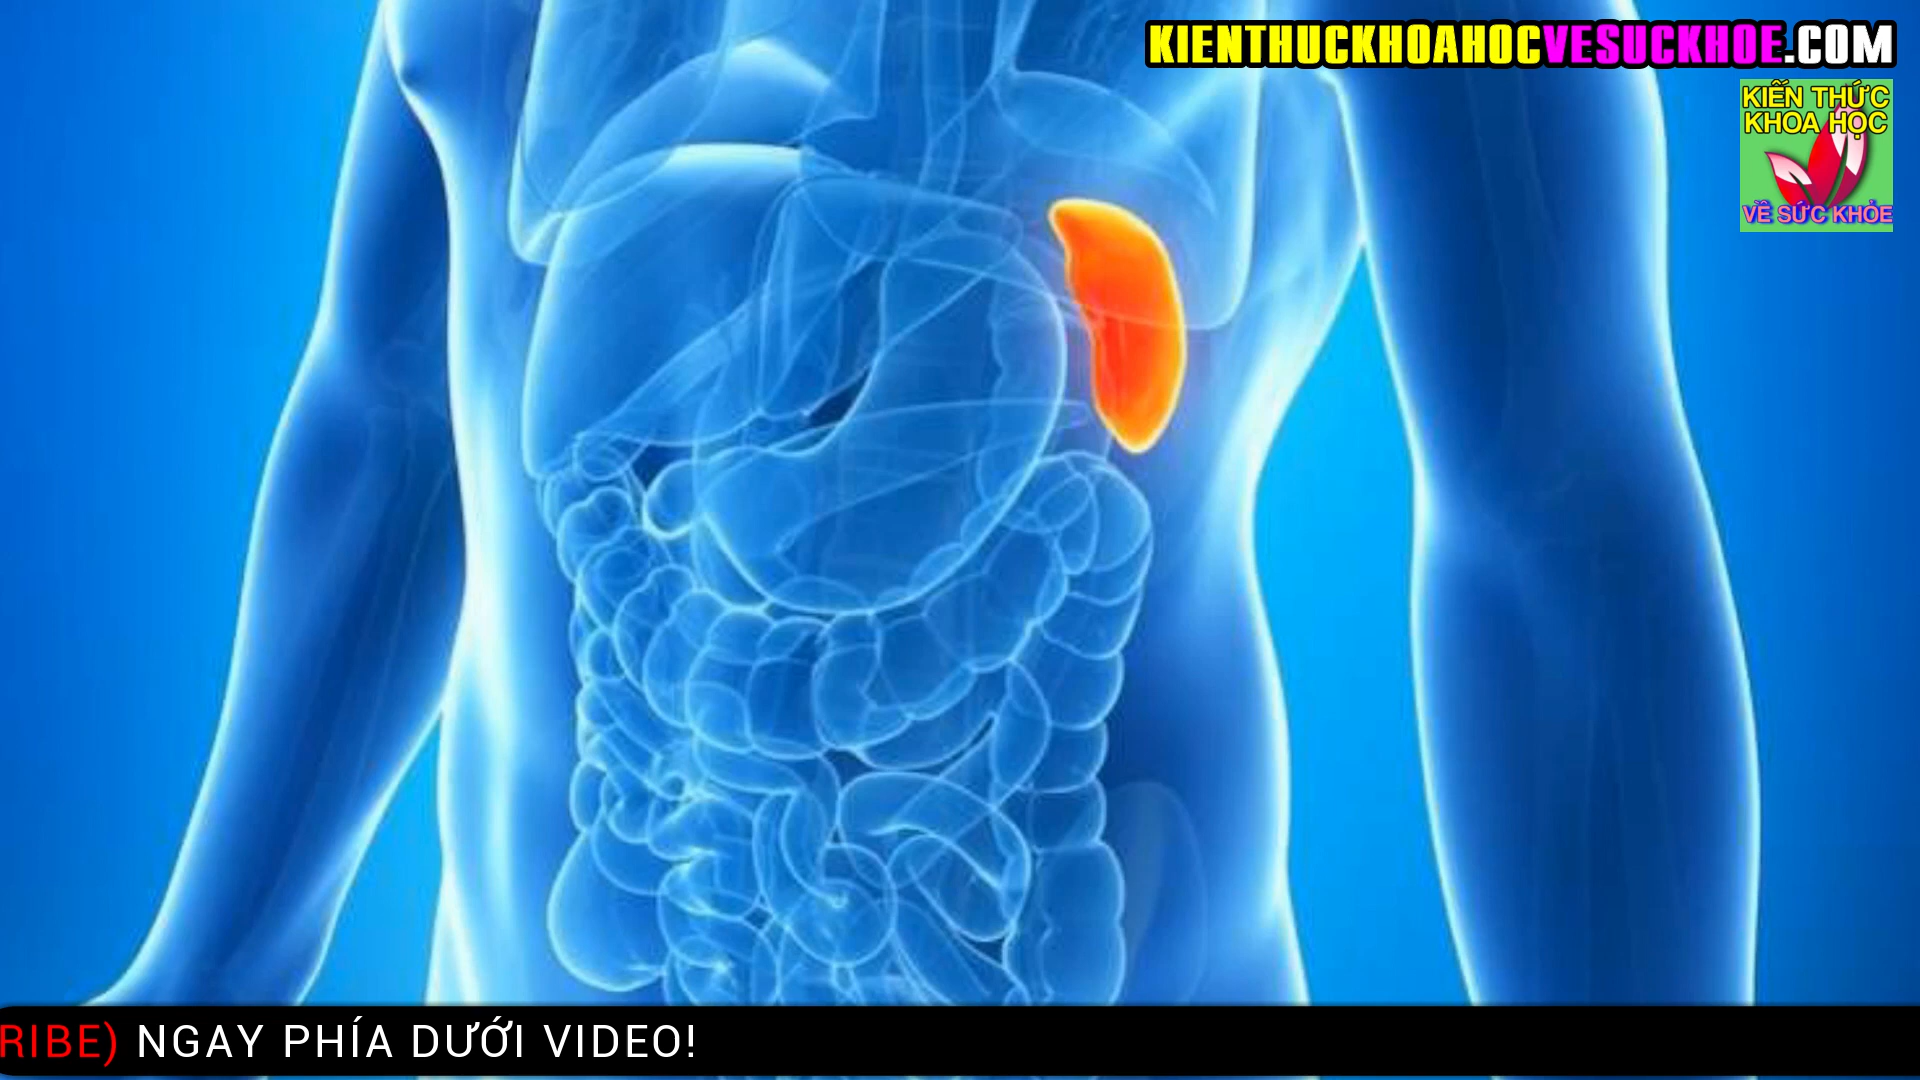 KIENTHUCKHOAHOCVESUCKHOE.COM
KIẾN THỨC
KHOA HỌC
VỀ SỨC KHỎE
RIBE) NGAY PHÍA DƯỚI VIDEO!